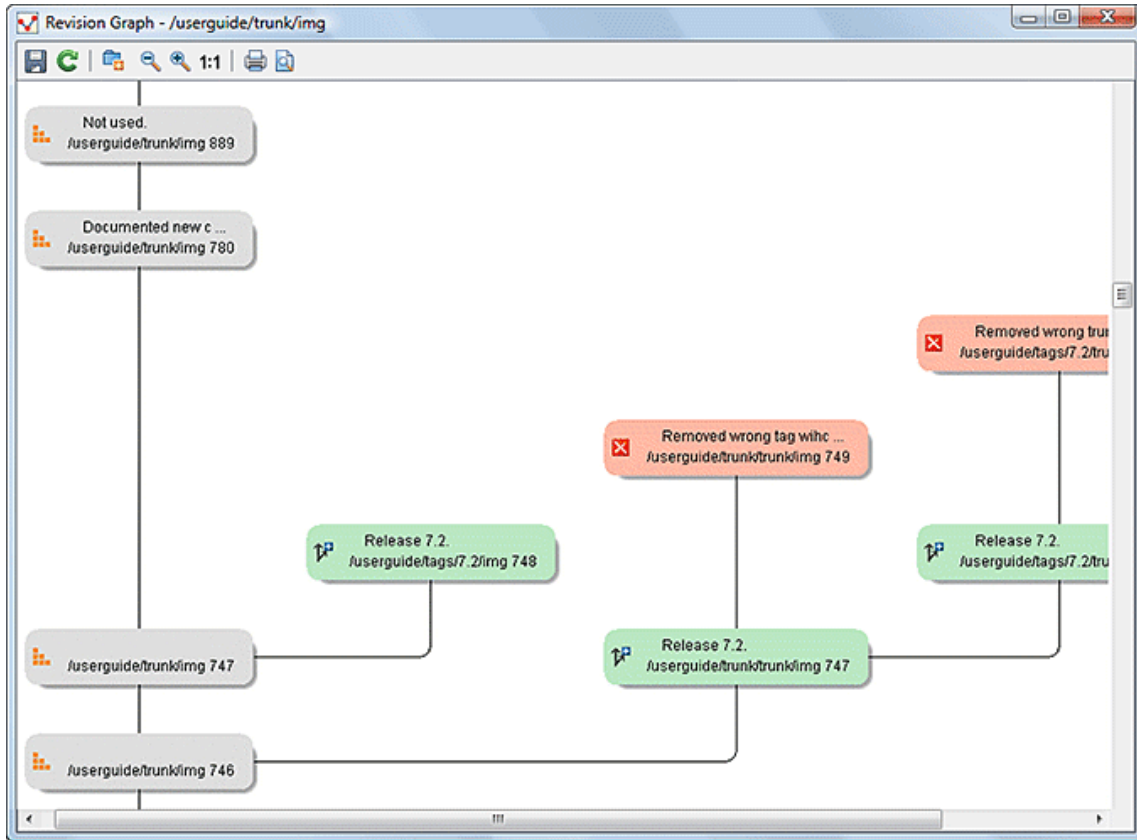 Revision Graph - /userguide/trunk/img
1:1
Not used.
/userguide/trunk/img 889
Documented new c ...
/userguide/trunk/img 780
Removed wrong trun
/userguide/tags/7.2/tru
Removed wrong tag wihc ...
/userguide/trunk/trunk/img 749
Release 7.2.
/userguide/tags/7.2/img 748
Release 7.2.
/userguide/tags/7.2/tru
/userguide/trunk/img 747
Release 7.2.
/userguide/trunk/trunk/img 747
/userguide/trunk/img 746